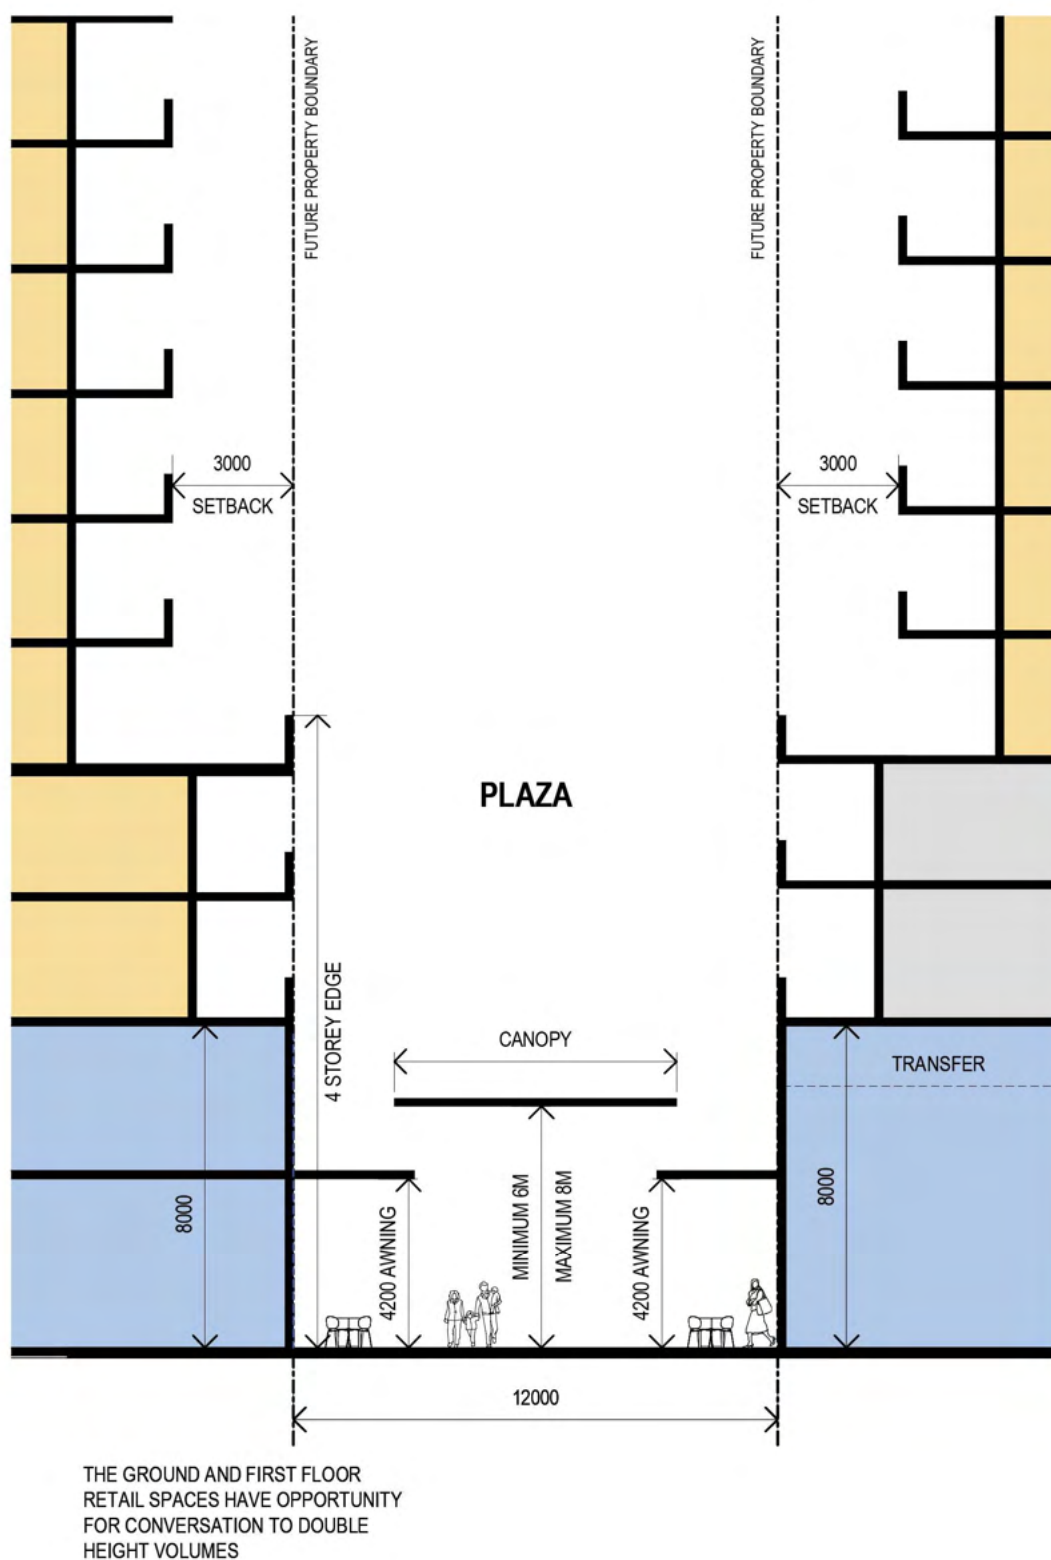 FUTURE PROPERTY BOUNDARY
FUTURE PROPERTY BOUNDARY
3000
SETBACK
3000
SETBACK
PLAZA
4 STOREY EDGE
CANOPY
TRANSFER
8000
4200 AWNING
MINIMUM 6M
MAXIMUM 8M
4200 AWNING
8000
12000
THE GROUND AND FIRST FLOOR
RETAIL SPACES HAVE OPPORTUNITY
FOR CONVERSATION TO DOUBLE
HEIGHT VOLUMES